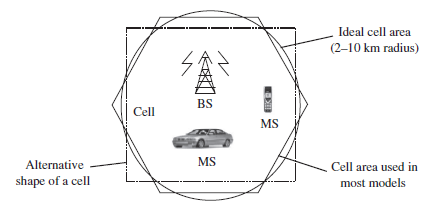 Ideal cell area
(2–10 km radius)
BS
Cell
MS
MS
Alternative
shape of a cell
Cell area used in
most models